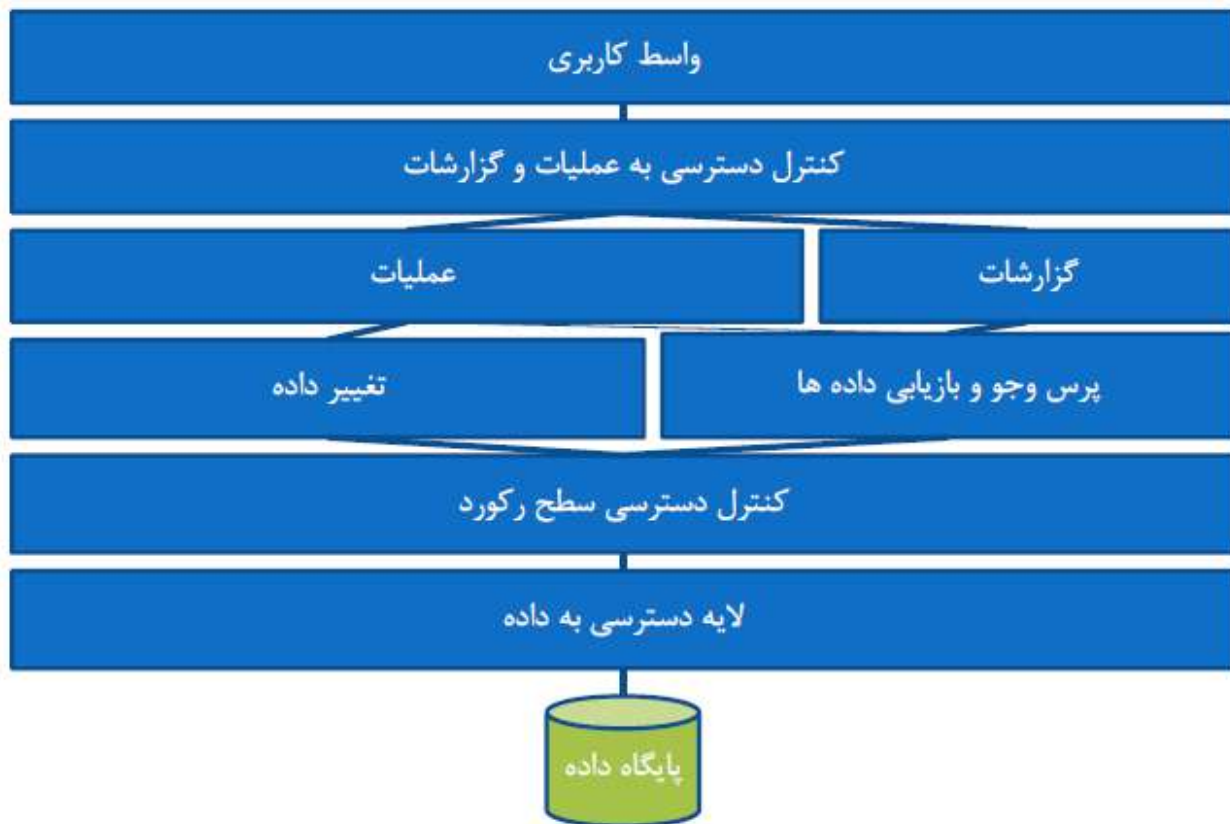 واسط کاربری
کنترل دسترسی به عملیات و گزارشات
گزارشات
عملیات
پرس وجو و بازیابی داده ها
تغییر داده
کنترل دسترسی سطح رکورد
لایه دسترسی به داده
پایگاه داده